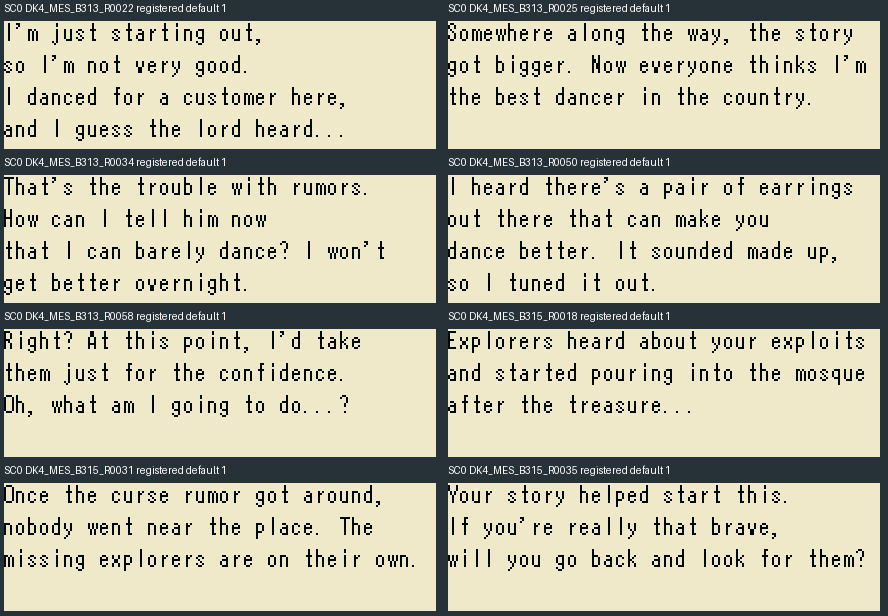 SC0 DK4_MES_B313_R0022 registered default 1
I'm just starting out,
so I'm not very good.
I danced for a customer here,
and I guess the lord heard...
SC0 DK4_MES_B313_R0025 registered default 1
Somewhere along the way, the story
got bigger. Now everyone thinks I'm
the best dancer in the country.
SC0 DK4_MES_B313_R0034 registered default 1
That's the trouble with rumors.
How can I tell him now
that I can barely dance? I won't
get better overnight.
SC0 DK4_MES_B313_R0050 registered default 1
I heard there's a pair of earrings
out there that can make you
dance better. It sounded made up,
so I tuned it out.
SC0 DK4_MES_B313_R0058 registered default 1
Right? At this point, I'd take
them just for the confidence.
Oh, what am I going to do...?
SC0 DK4_MES_B315_R0018 registered default 1
Explorers heard about your exploits
and started pouring into the mosque
after the treasure...
SC0 DK4_MES_B315_R0031 registered default 1
Once the curse rumor got around,
nobody went near the place. The
missing explorers are on their own.
SC0 DK4_MES_B315_R0035 registered default 1
Your story helped start this.
If you're really that brave,
will you go back and look for them?